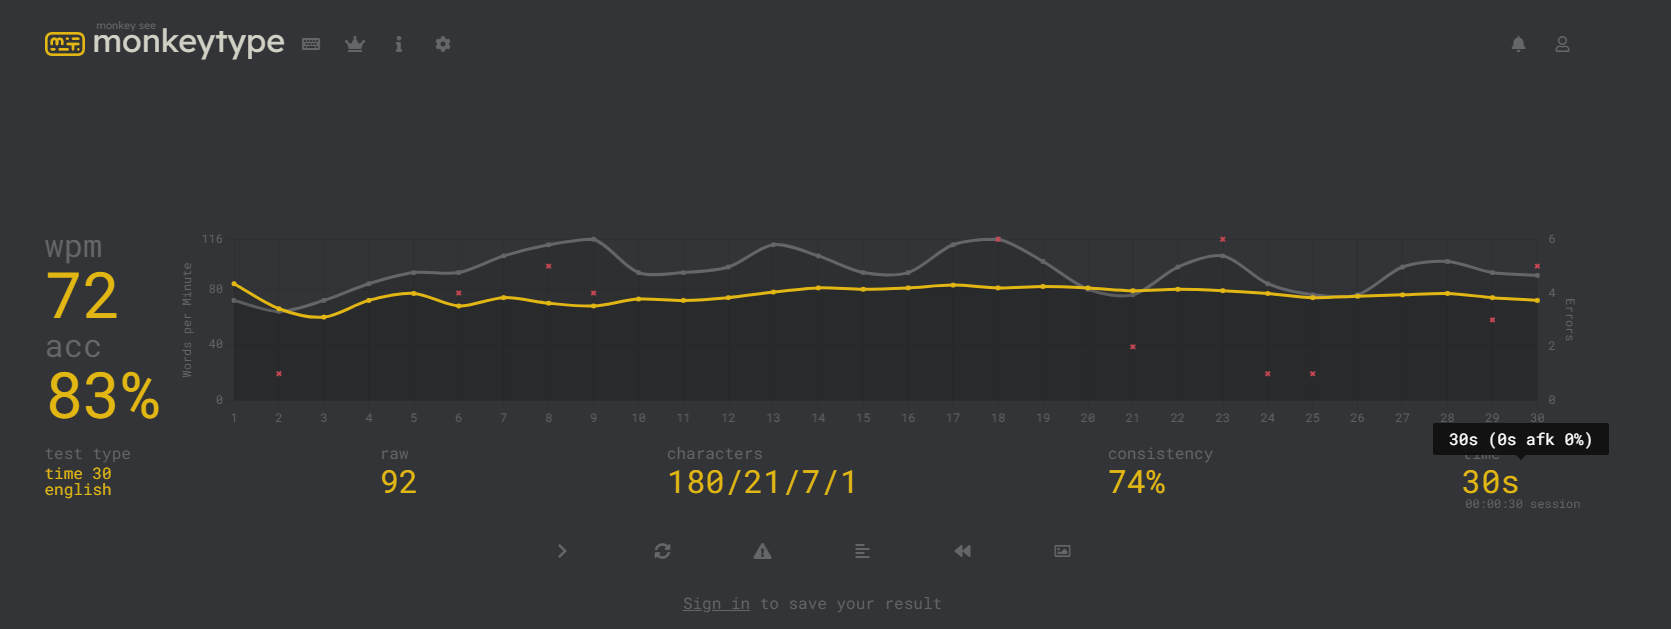 monkey see
monkeytype
wpm
72
acc
83%
Words per Minute
116
80
40
0
6
4
2
0
Errors
1 2 3 4 5 6 7 8 9 10 11 12 13 14 15 16 17 18 19 20 21 22 23 24 25 26 27 28 29 30
30s (0s afk 0%)
test type
time 30
english
raw
92
characters
180/21/7/1
consistency
74%
time
30s
00:00:30 session
Sign in to save your result